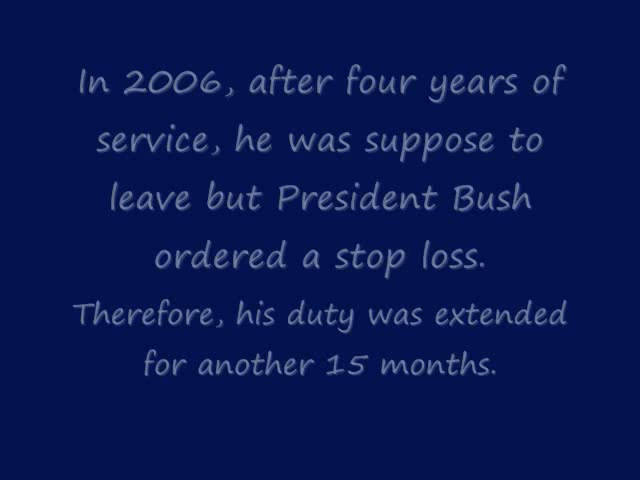 In 2006, after four years of
service, he was suppose to
leave but President Bush
ordered a stop loss.
Therefore, his duty was extended
for another 15 months.